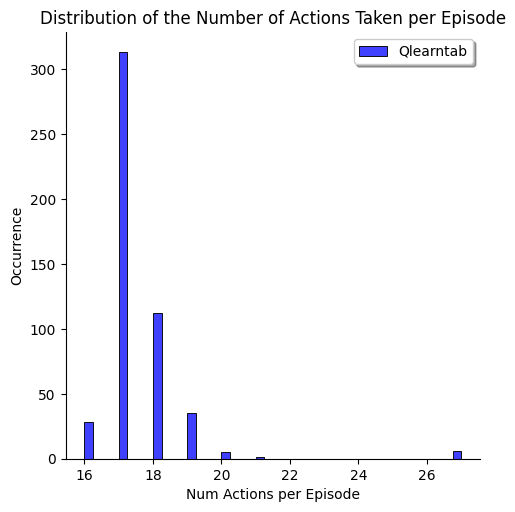 Distribution of the Number of Actions Taken per Episode
Qlearntab
Occurrence
300
250
200
150
100
50
0
16 18 20 22 24 26
Num Actions per Episode